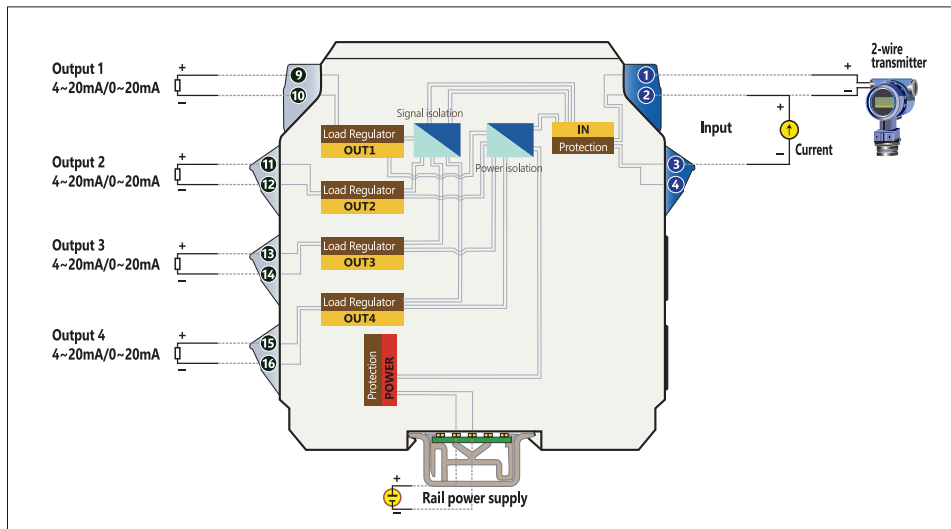 Output 1
4~20mA/0~20mA
+
−
9
10
Output 2
4~20mA/0~20mA
+
−
11
12
Output 3
4~20mA/0~20mA
+
−
13
14
Output 4
4~20mA/0~20mA
+
−
15
16
Signal isolation
Load Regulator
OUT1
Load Regulator
OUT2
Load Regulator
OUT3
Load Regulator
OUT4
Power isolation
IN
Protection
Protection
POWER
1
2
3
4
Input
+
−
2-wire
transmitter
+
−
Current
+
−
Rail power supply